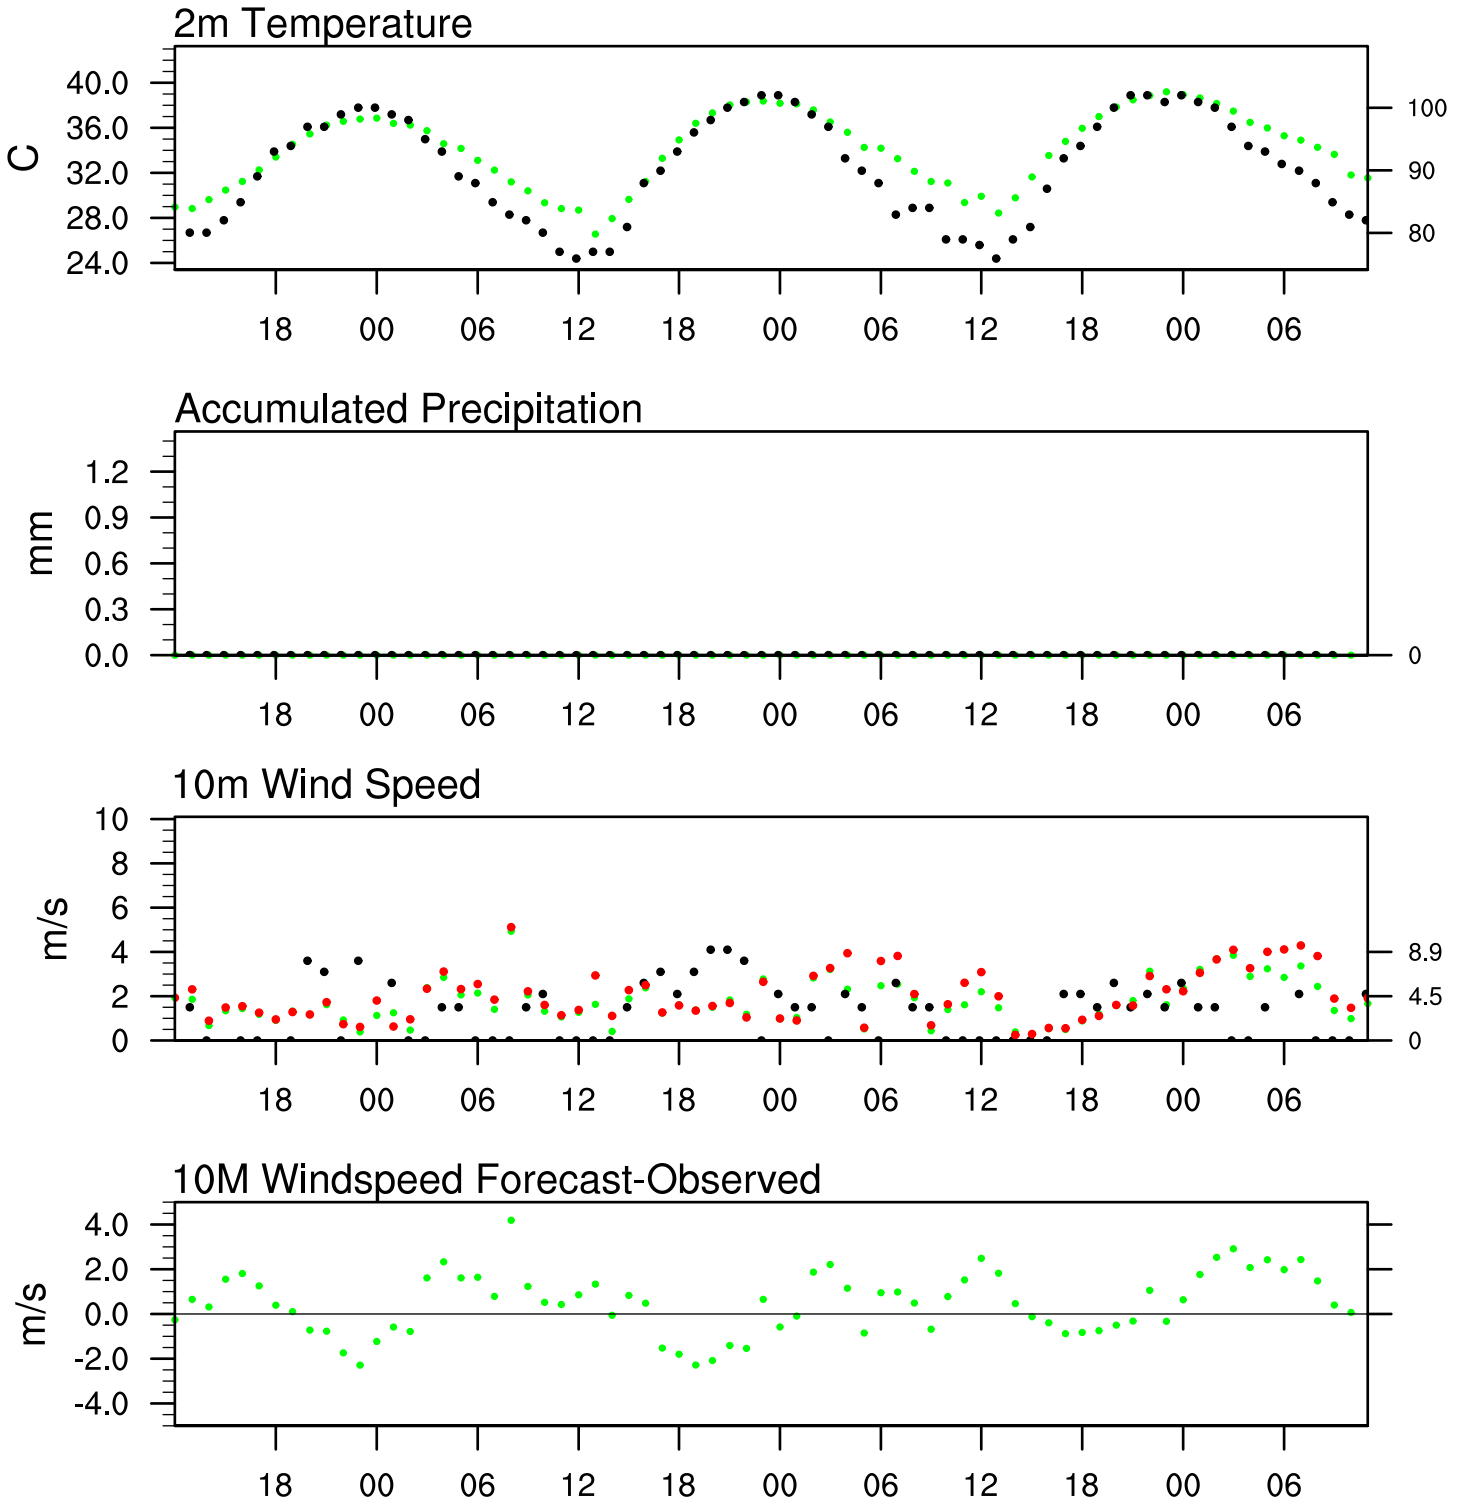 2m Temperature
40.0
36.0
32.0
28.0
24.0
C
100
90
80
18 00 06 12 18 00 06 12 18 00 06
Accumulated Precipitation
1.2
0.9
0.6
0.3
0.0
mm
0
18 00 06 12 18 00 06 12 18 00 06
10m Wind Speed
10
8
6
4
2
0
m/s
8.9
4.5
0
18 00 06 12 18 00 06 12 18 00 06
10M Windspeed Forecast-Observed
4.0
2.0
0.0
-2.0
-4.0
m/s
18 00 06 12 18 00 06 12 18 00 06